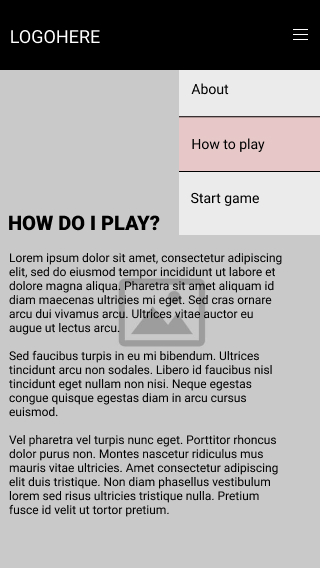 LOGOHERE
About
How to play
Start game
HOW DO I PLAY?
Lorem ipsum dolor sit amet, consectetur adipiscing
elit, sed do eiusmod tempor incididunt ut labore et
dolore magna aliqua. Pharetra sit amet aliquam id
diam maecenas ultricies mi eget. Sed cras ornare
arcu dui vivamus arcu. Ultrices vitae auctor eu
augue ut lectus arcu.
Sed faucibus turpis in eu mi bibendum. Ultrices
tincidunt arcu non sodales. Libero id faucibus nisl
tincidunt eget nullam non nisi. Neque egestas
congue quisque egestas diam in arcu cursus
euismod.
Vel pharetra vel turpis nunc eget. Porttitor rhoncus
dolor purus non. Montes nascetur ridiculus mus
mauris vitae ultricies. Amet consectetur adipiscing
elit duis tristique. Non diam phasellus vestibulum
lorem sed risus ultricies tristique nulla. Pretium
fusce id velit ut tortor pretium.